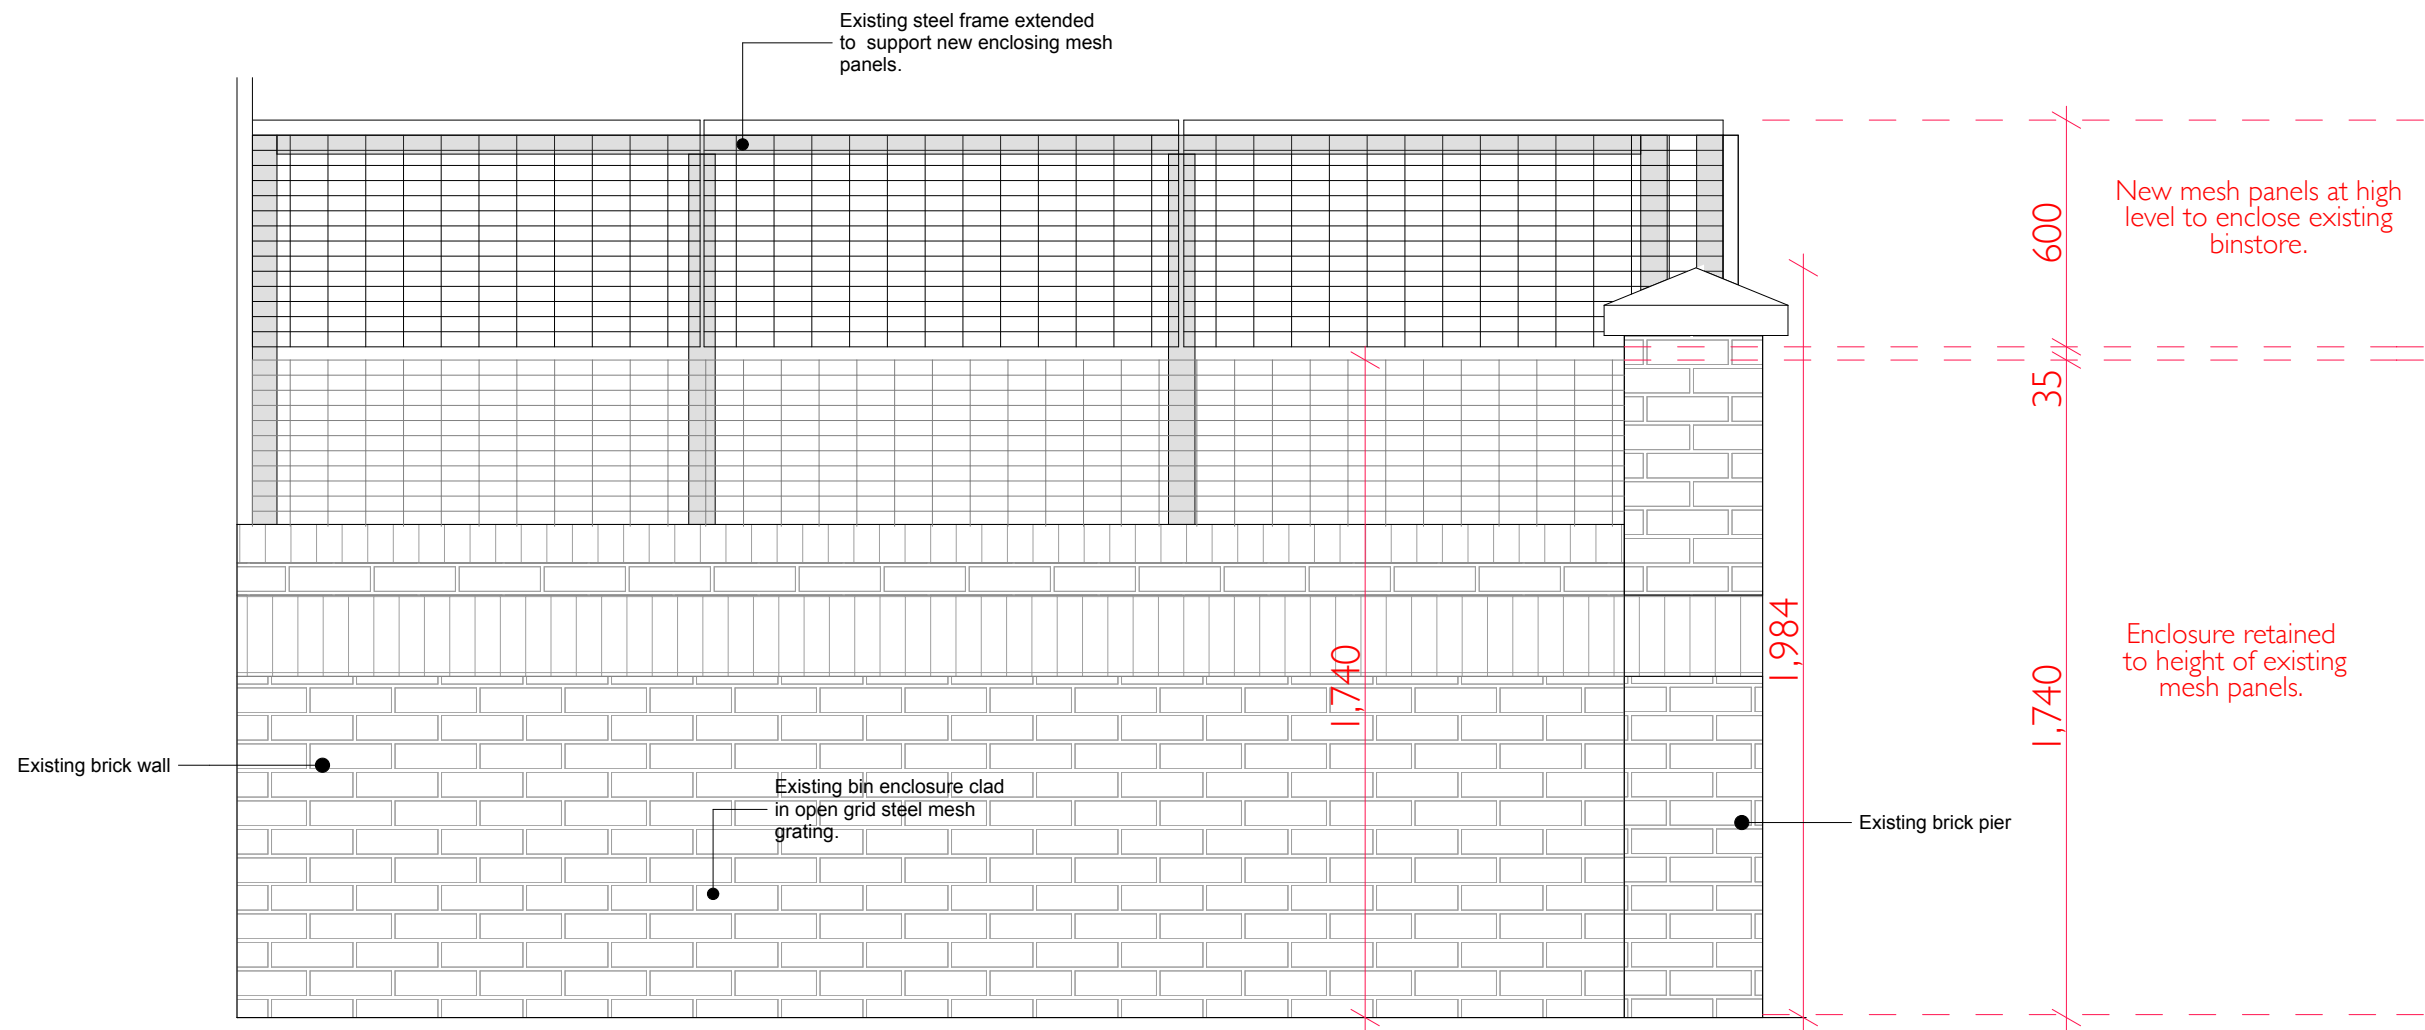 Existing steel frame extended
to support new enclosing mesh
panels.
New mesh panels at high
level to enclose existing
binstore.
600
35
1,984
1,740
1,740
Enclosure retained
to height of existing
mesh panels.
Existing brick wall
Existing bin enclosure clad
in open grid steel mesh
grating.
Existing brick pier